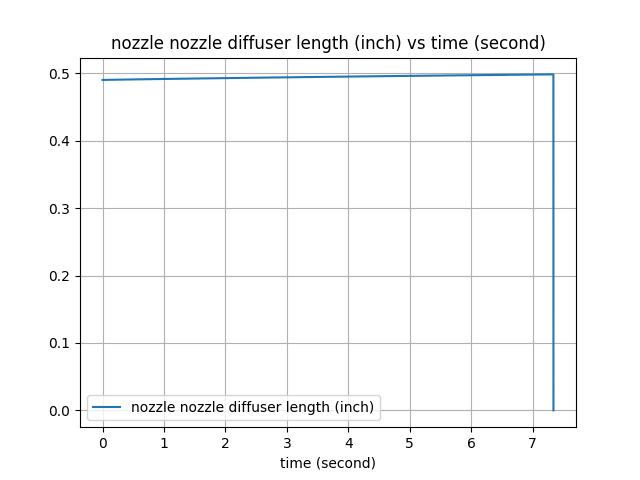 nozzle nozzle diffuser length (inch) vs time (second)
0.5
0.4
0.3
0.2
0.1
0.0
nozzle nozzle diffuser length (inch)
0 1 2 3 4 5 6 7
time (second)